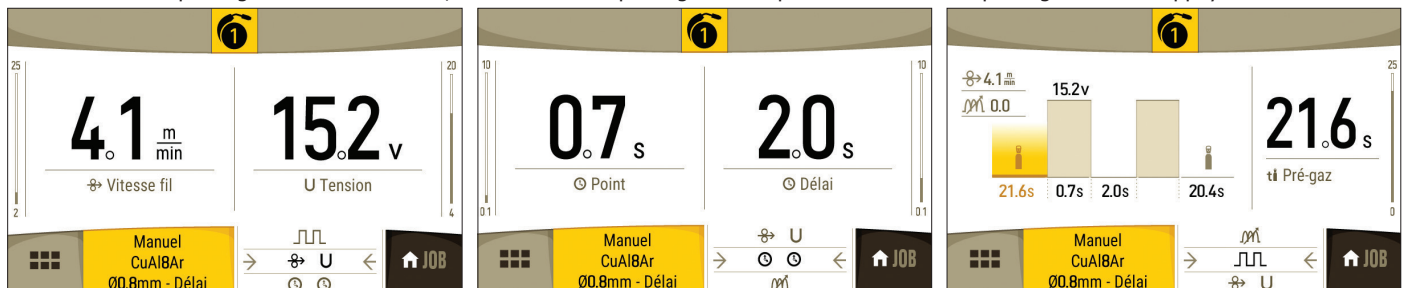 1
25
20
4.1 m/min
15.2 v
Vitesse fil
U Tension
2
4
Manuel
CuAl8Ar
Ø0.8mm - Délai
U
JOB
1
10
10
0.7 s
2.0 s
Point
Délai
0.1
0.1
Manuel
CuAl8Ar
Ø0.8mm - Délai
U
JOB
1
25
4.1 m/min
15.2v
0.0
21.6 s
Pré-gaz
21.6s
0.7s
2.0s
20.4s
0
Manuel
CuAl8Ar
Ø0.8mm - Délai
U
JOB